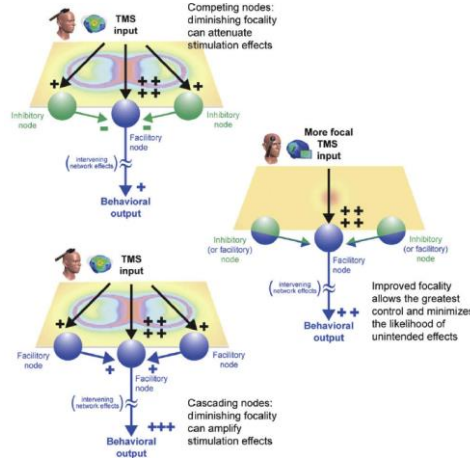 TMS
input
Competing nodes:
diminishing focality
can attenuate
stimulation effects
+
++
++
+
Inhibitory
node
-
-
Inhibitory
node
Facilitory
node
(intervening
network effects)
Behavioral
output
+
More focal
TMS
input
++
++
Inhibitory
(or facilitory) node
Inhibitory
(or facilitory) node
Facilitory
node
(intervening
network effects)
Behavioral
output
++
Improved focality
allows the greatest
control and minimizes
the likelihood of
unintended effects
TMS
input
+
++
++
+
Facilitory
node
+
+
Facilitory
node
Facilitory
node
(intervening
network effects)
Behavioral
output
+++
Cascading nodes:
diminishing focality
can amplify
stimulation effects